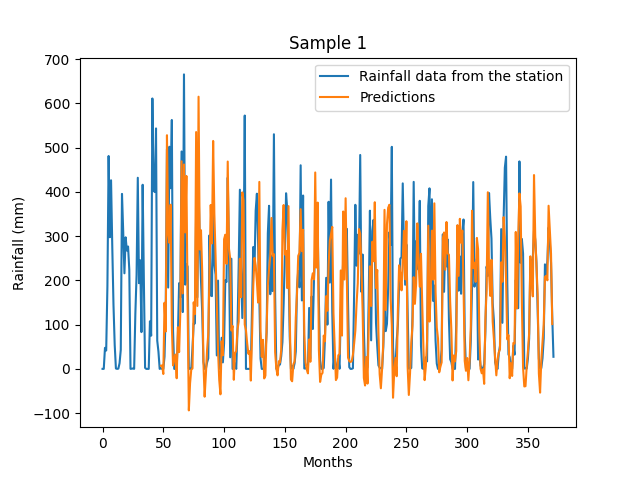 Sample 1
Rainfall data from the station
Predictions
Rainfall (mm)
700
600
500
400
300
200
100
0
−100
0 50 100 150 200 250 300 350
Months